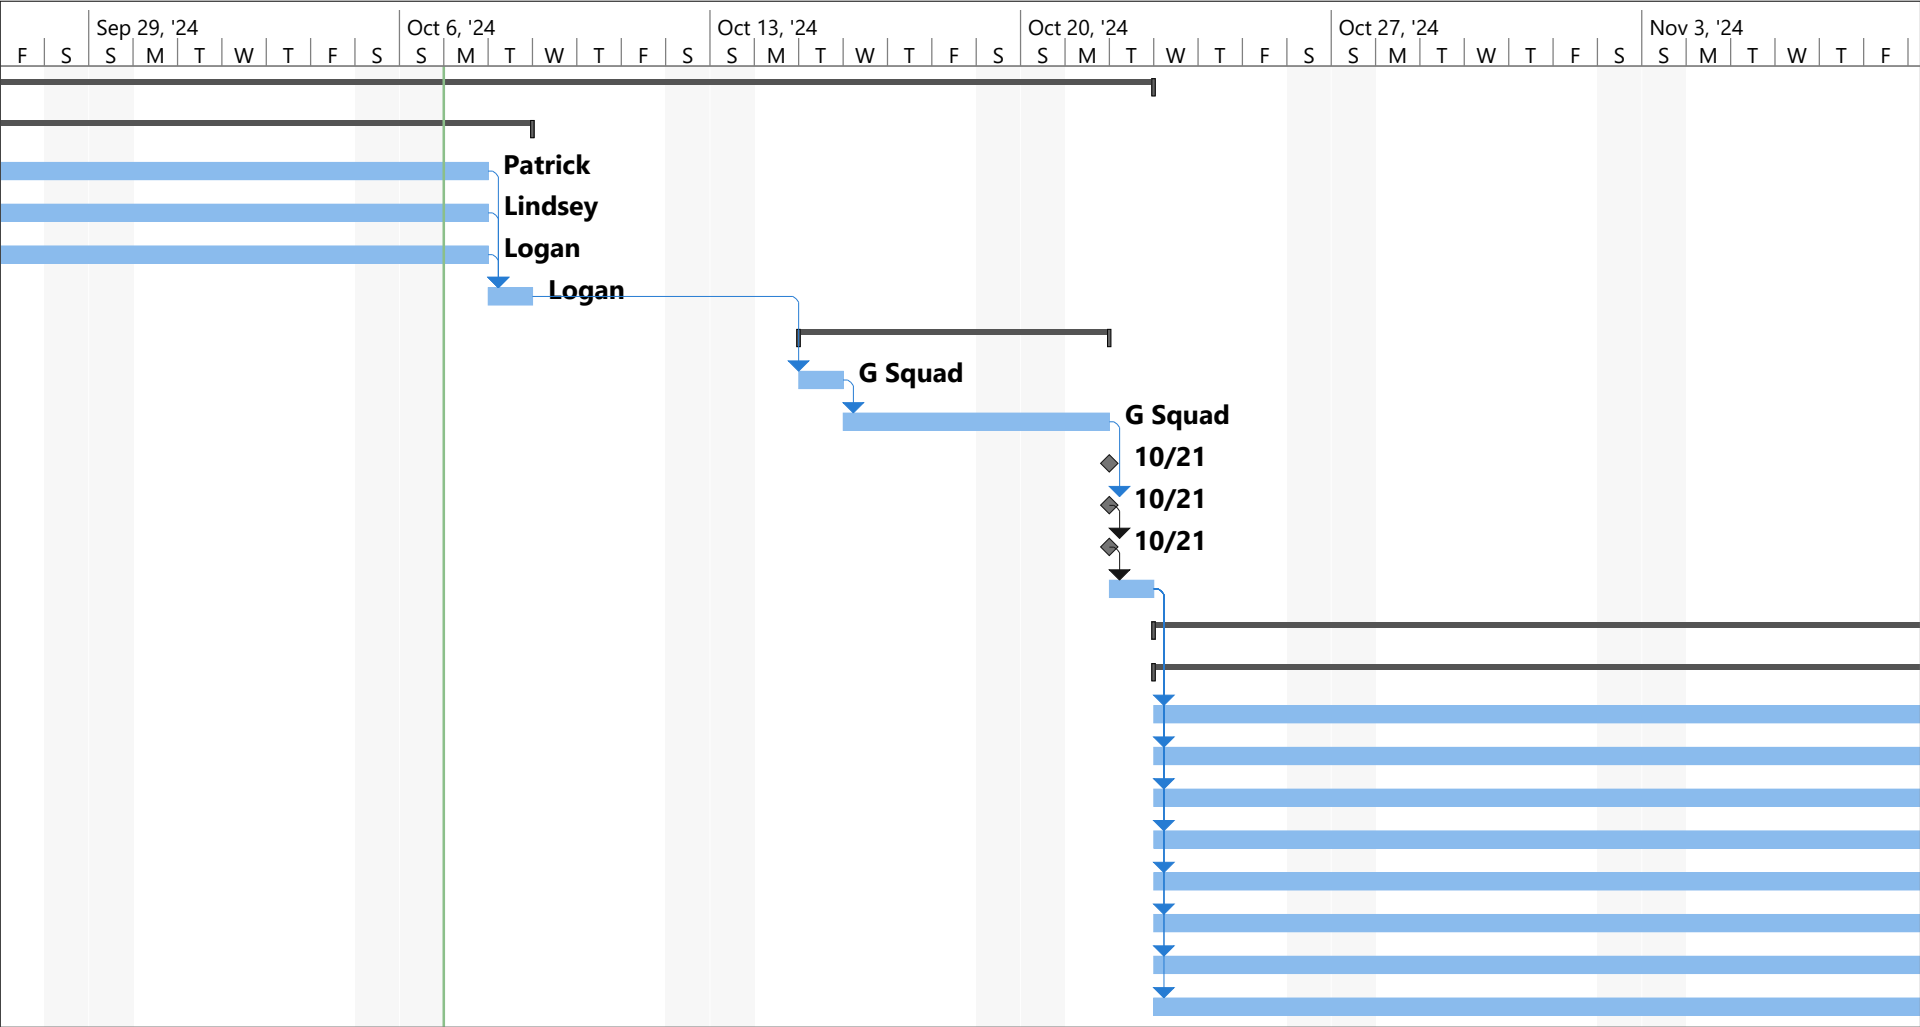 Sep 29, '24 Oct 6, '24 Oct 13, '24 Oct 20, '24 Oct 27, '24 Nov 3, '24
F S S M T W T F S S M T W T F S S M T W T F S S M T W T F S S M T W T F S S M T W T F
Patrick
Lindsey
Logan
Logan
G Squad
G Squad
10/21
10/21
10/21